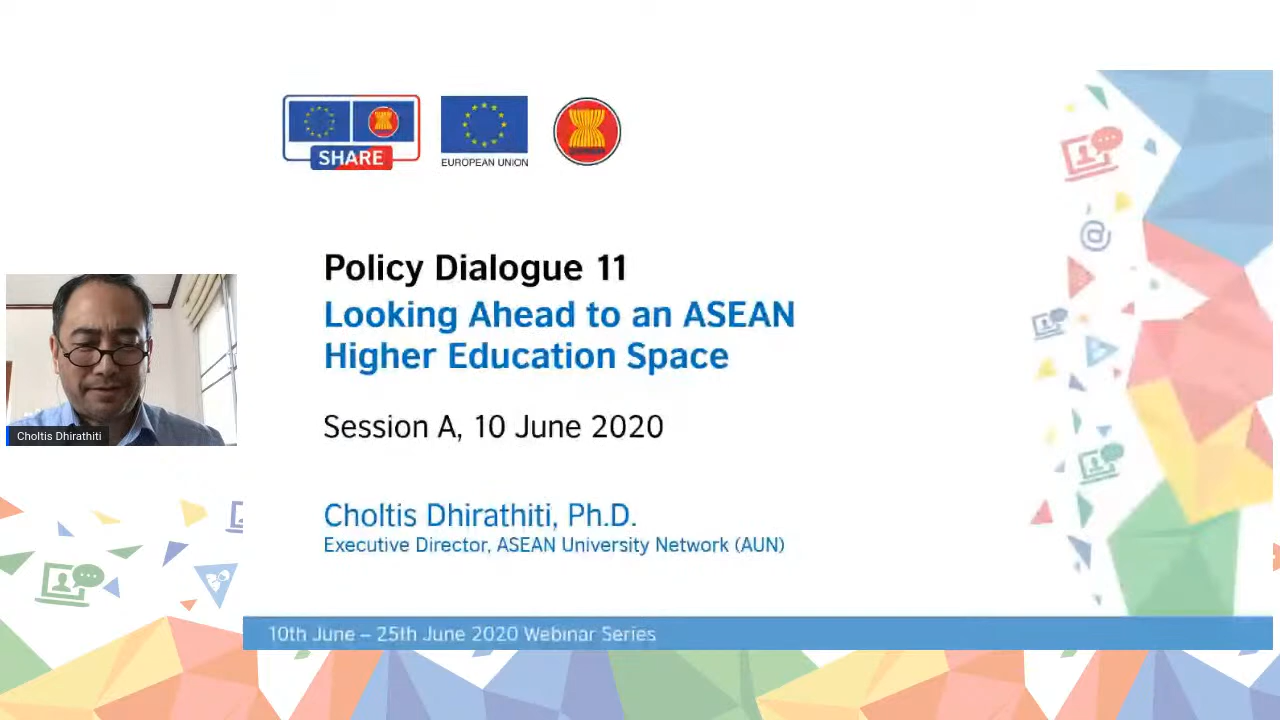 SHARE
EUROPEAN UNION
Policy Dialogue 11
Looking Ahead to an ASEAN
Higher Education Space
Session A, 10 June 2020
Choltis Dhirathiti
Choltis Dhirathiti, Ph.D.
Executive Director, ASEAN University Network (AUN)
10th June – 25th June 2020 Webinar Series
@